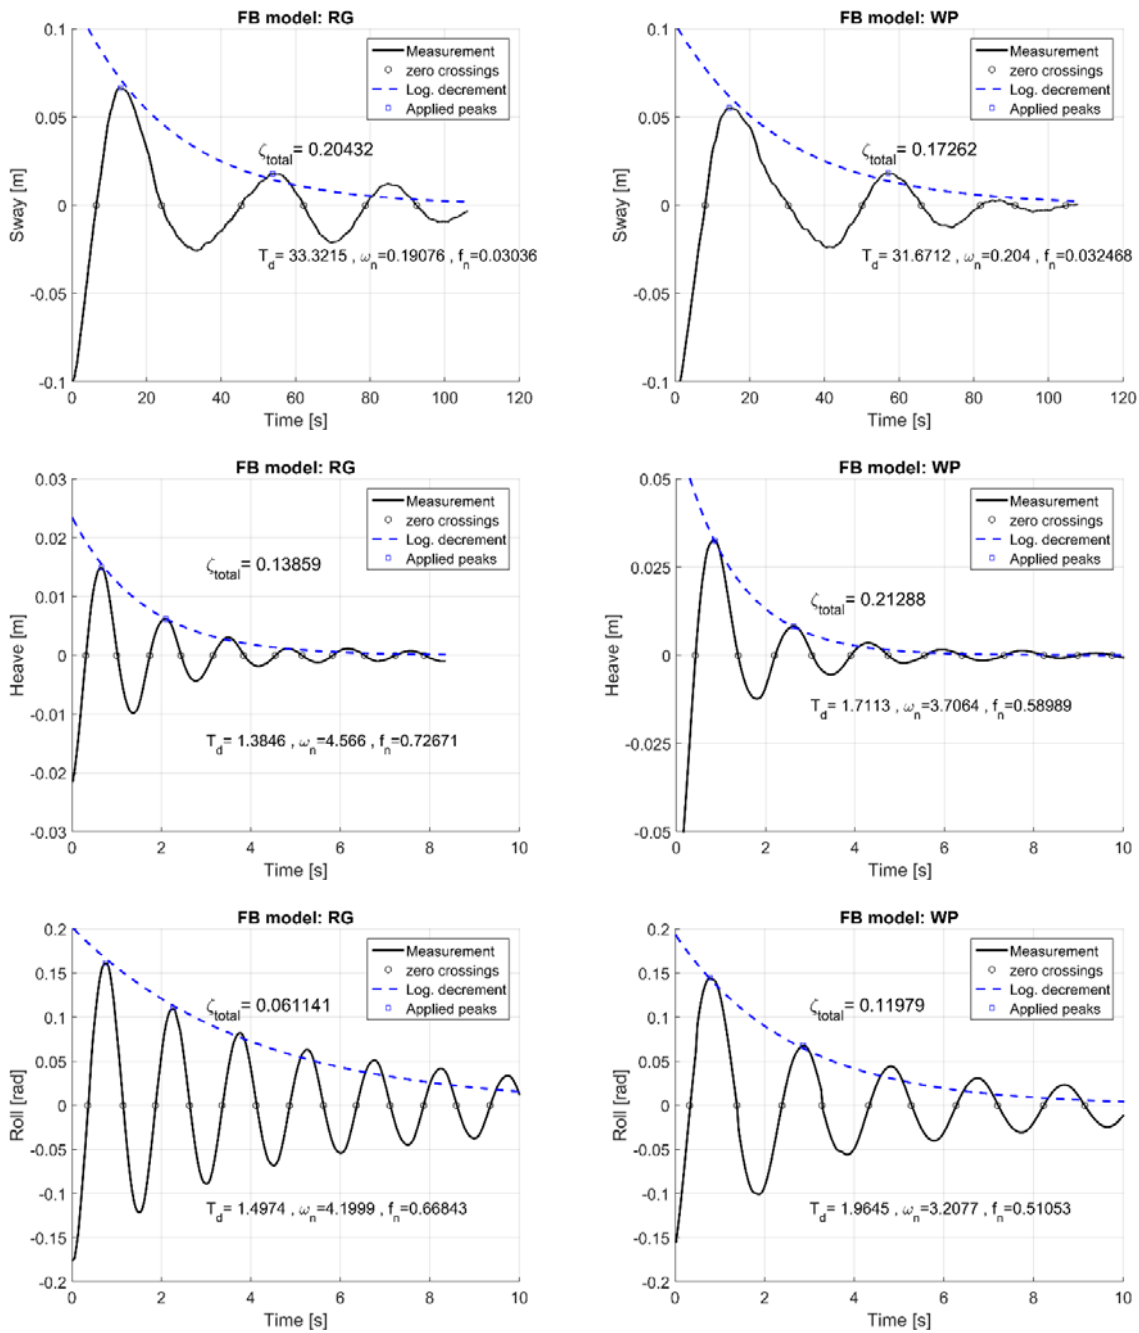 FB model: RG
0.1
0.05
0
-0.05
-0.1
Sway [m]
Measurement
zero crossings
Log. decrement
Applied peaks
ζtotal= 0.20432
Td= 33.3215 , ωn=0.19076 , fn=0.03036
0 20 40 60 80 100 120
Time [s]
FB model: WP
0.1
0.05
0
-0.05
-0.1
Sway [m]
Measurement
zero crossings
Log. decrement
Applied peaks
ζtotal= 0.17262
Td= 31.6712 , ωn=0.204 , fn=0.032468
0 20 40 60 80 100 120
Time [s]
FB model: RG
0.03
0.02
0.01
0
-0.01
-0.02
-0.03
Heave [m]
Measurement
zero crossings
Log. decrement
Applied peaks
ζtotal= 0.13859
Td= 1.3846 , ωn=4.566 , fn=0.72671
0 2 4 6 8 10
Time [s]
FB model: WP
0.05
0.025
0
-0.025
-0.05
Heave [m]
Measurement
zero crossings
Log. decrement
Applied peaks
ζtotal= 0.21288
Td= 1.7113 , ωn=3.7064 , fn=0.58989
0 2 4 6 8 10
Time [s]
FB model: RG
0.2
0.15
0.1
0.05
0
-0.05
-0.1
-0.15
-0.2
Roll [rad]
Measurement
zero crossings
Log. decrement
Applied peaks
ζtotal= 0.061141
Td= 1.4974 , ωn=4.1999 , fn=0.66843
0 2 4 6 8 10
Time [s]
FB model: WP
0.2
0.15
0.1
0.05
0
-0.05
-0.1
-0.15
-0.2
Roll [rad]
Measurement
zero crossings
Log. decrement
Applied peaks
ζtotal= 0.11979
Td= 1.9645 , ωn=3.2077 , fn=0.51053
0 2 4 6 8 10
Time [s]